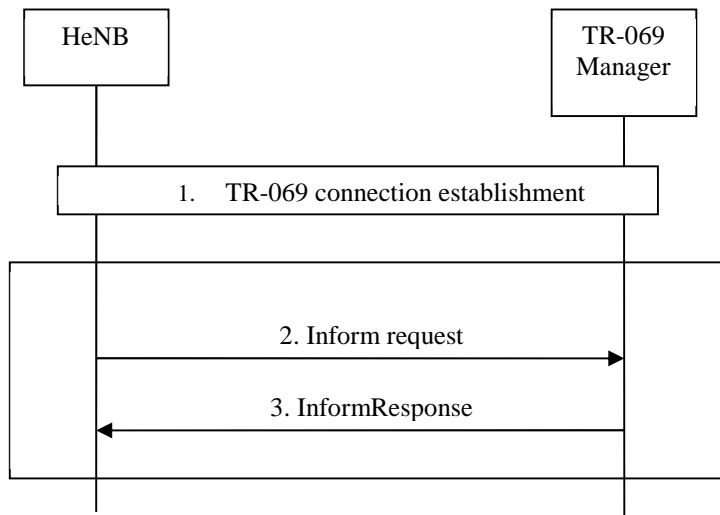 HeNB
TR-069
Manager
1. TR-069 connection establishment
2. Inform request
3. InformResponse